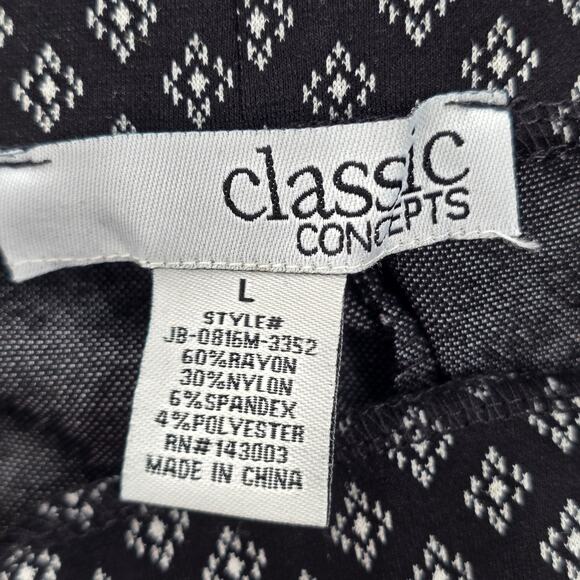 classic
CONCEPTS
L
STYLE#
JB-0816M-3352
60%RAYON
30%NYLON
6%SPANDEX
4%POLYESTER
RN#143003
MADE IN CHINA